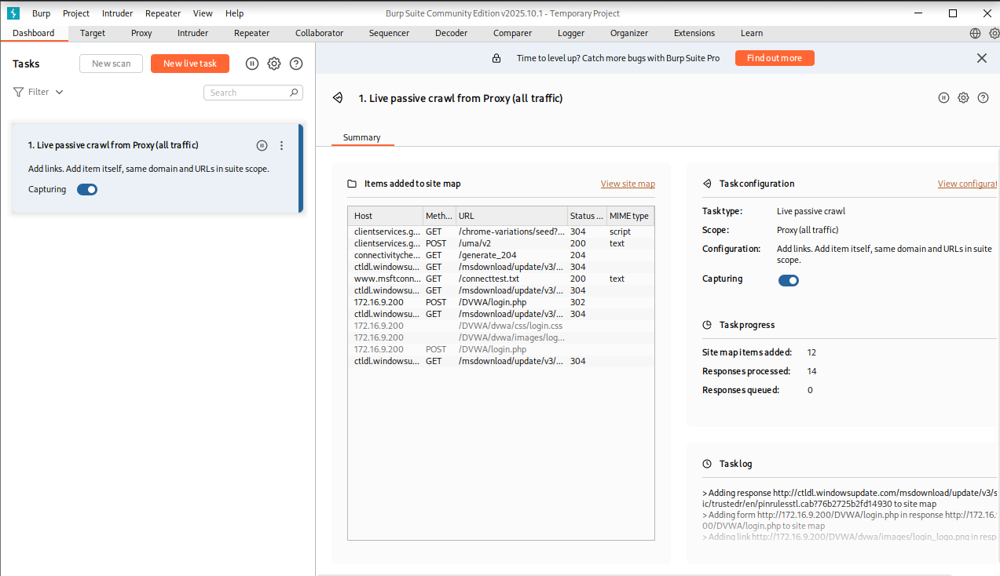 Burp Project Intruder Repeater View Help Burp Suite Community Edition v2025.10.1 - Temporary Project
Dashboard Target Proxy Intruder Repeater Collaborator Sequencer Decoder Comparer Logger Organizer Extensions Learn
Tasks New scan New live task
Filter Search
1. Live passive crawl from Proxy (all traffic)
Add links. Add item itself, same domain and URLs in suite scope.
Capturing
Time to level up? Catch more bugs with Burp Suite Pro Find out more
1. Live passive crawl from Proxy (all traffic)
Summary
Items added to site map View site map
Host Meth... URL Status ... MIME type
clientservices.g... GET /chrome-variations/seed?... 304 script
clientservices.g... POST /uma/v2 200 text
connectivityche... GET /generate_204 204
ctldl.windowsu... GET /msdownload/update/v3/... 304
www.msftconn... GET /connecttest.txt 200 text
ctldl.windowsu... GET /msdownload/update/v3/... 304
172.16.9.200 POST /DVWA/login.php 302
ctldl.windowsu... GET /msdownload/update/v3/... 304
172.16.9.200 /DVWA/dvwa/css/login.css
172.16.9.200 /DVWA/dvwa/images/log...
172.16.9.200 POST /DVWA/login.php
ctldl.windowsu... GET /msdownload/update/v3/... 304
Task configuration View configurat
Task type: Live passive crawl
Scope: Proxy (all traffic)
Configuration: Add links. Add item itself, same domain and URLs in suite
scope.
Capturing
Task progress
Site map items added: 12
Responses processed: 14
Responses queued: 0
Task log
> Adding response http://ctldl.windowsupdate.com/msdownload/update/v3/s
ic/trustedr/en/pinrulesstl.cab?76b2725b2fd14930 to site map
> Adding form http://172.16.9.200/DVWA/login.php in response http://172.16.
00/DVWA/login.php to site map
> Adding link http://172.16.9.200/DVWA/dvwa/images/login_logo.png in resp